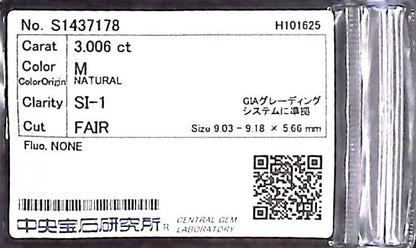 No. S1437178 H101625
Carat 3.006 ct
Color M
ColorOrigin NATURAL
Clarity SI-1 GIAグレーディング
システムに準拠
Cut FAIR Size 9.03 - 9.18 × 5.66 mm
Fluo. NONE
中央宝石研究所® CENTRAL GEM
LABORATORY